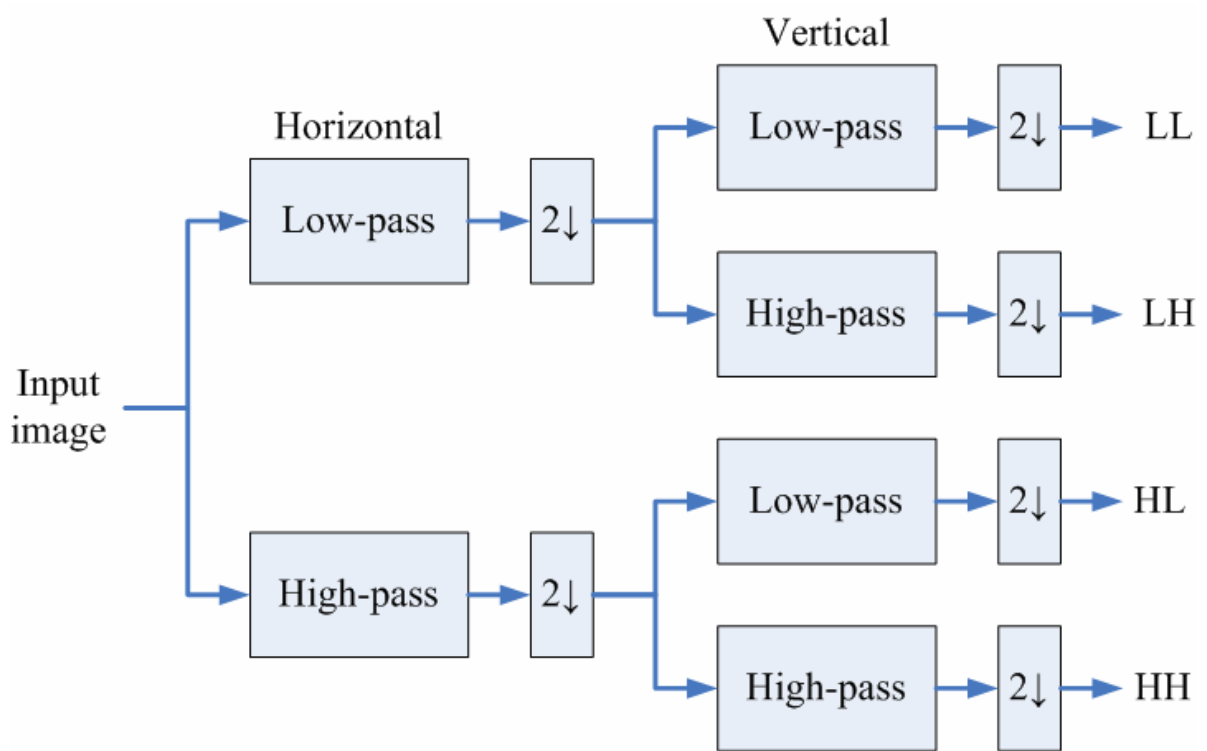 Vertical
Horizontal
Low-pass
2↓
LL
Low-pass
2↓
High-pass
2↓
LH
Input
image
Low-pass
2↓
HL
High-pass
2↓
High-pass
2↓
HH